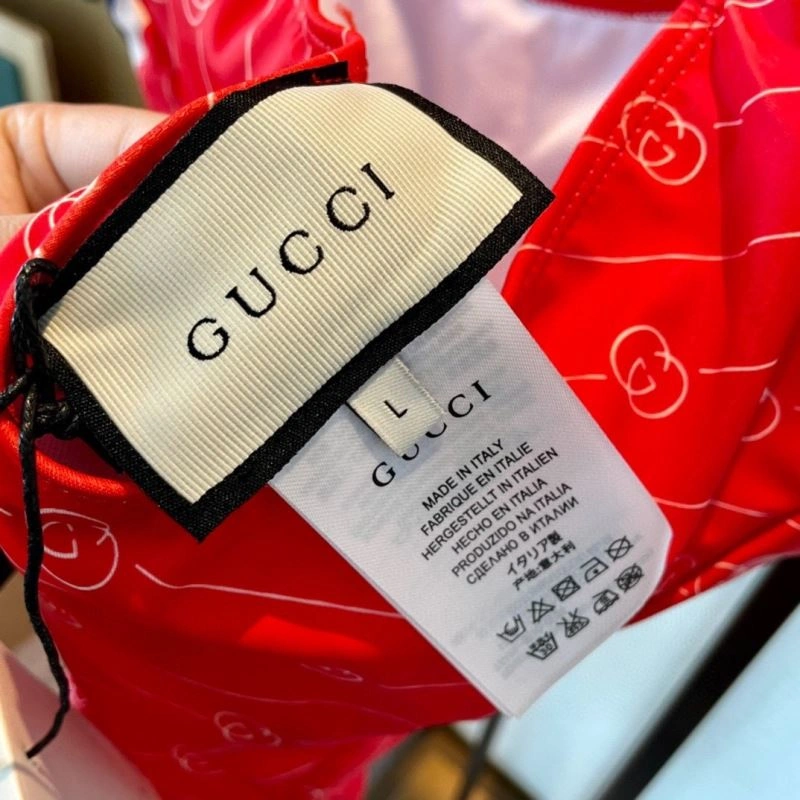 GUCCI
L
GUCCI
MADE IN ITALY
FABRIQUE EN ITALIE
HERGESTELLT IN ITALIEN
HECHO EN ITALIA
PRODUZIDO NA ITALIA
СДЕЛАНО В ИТАЛИИ
イタリア製
产地:意大利